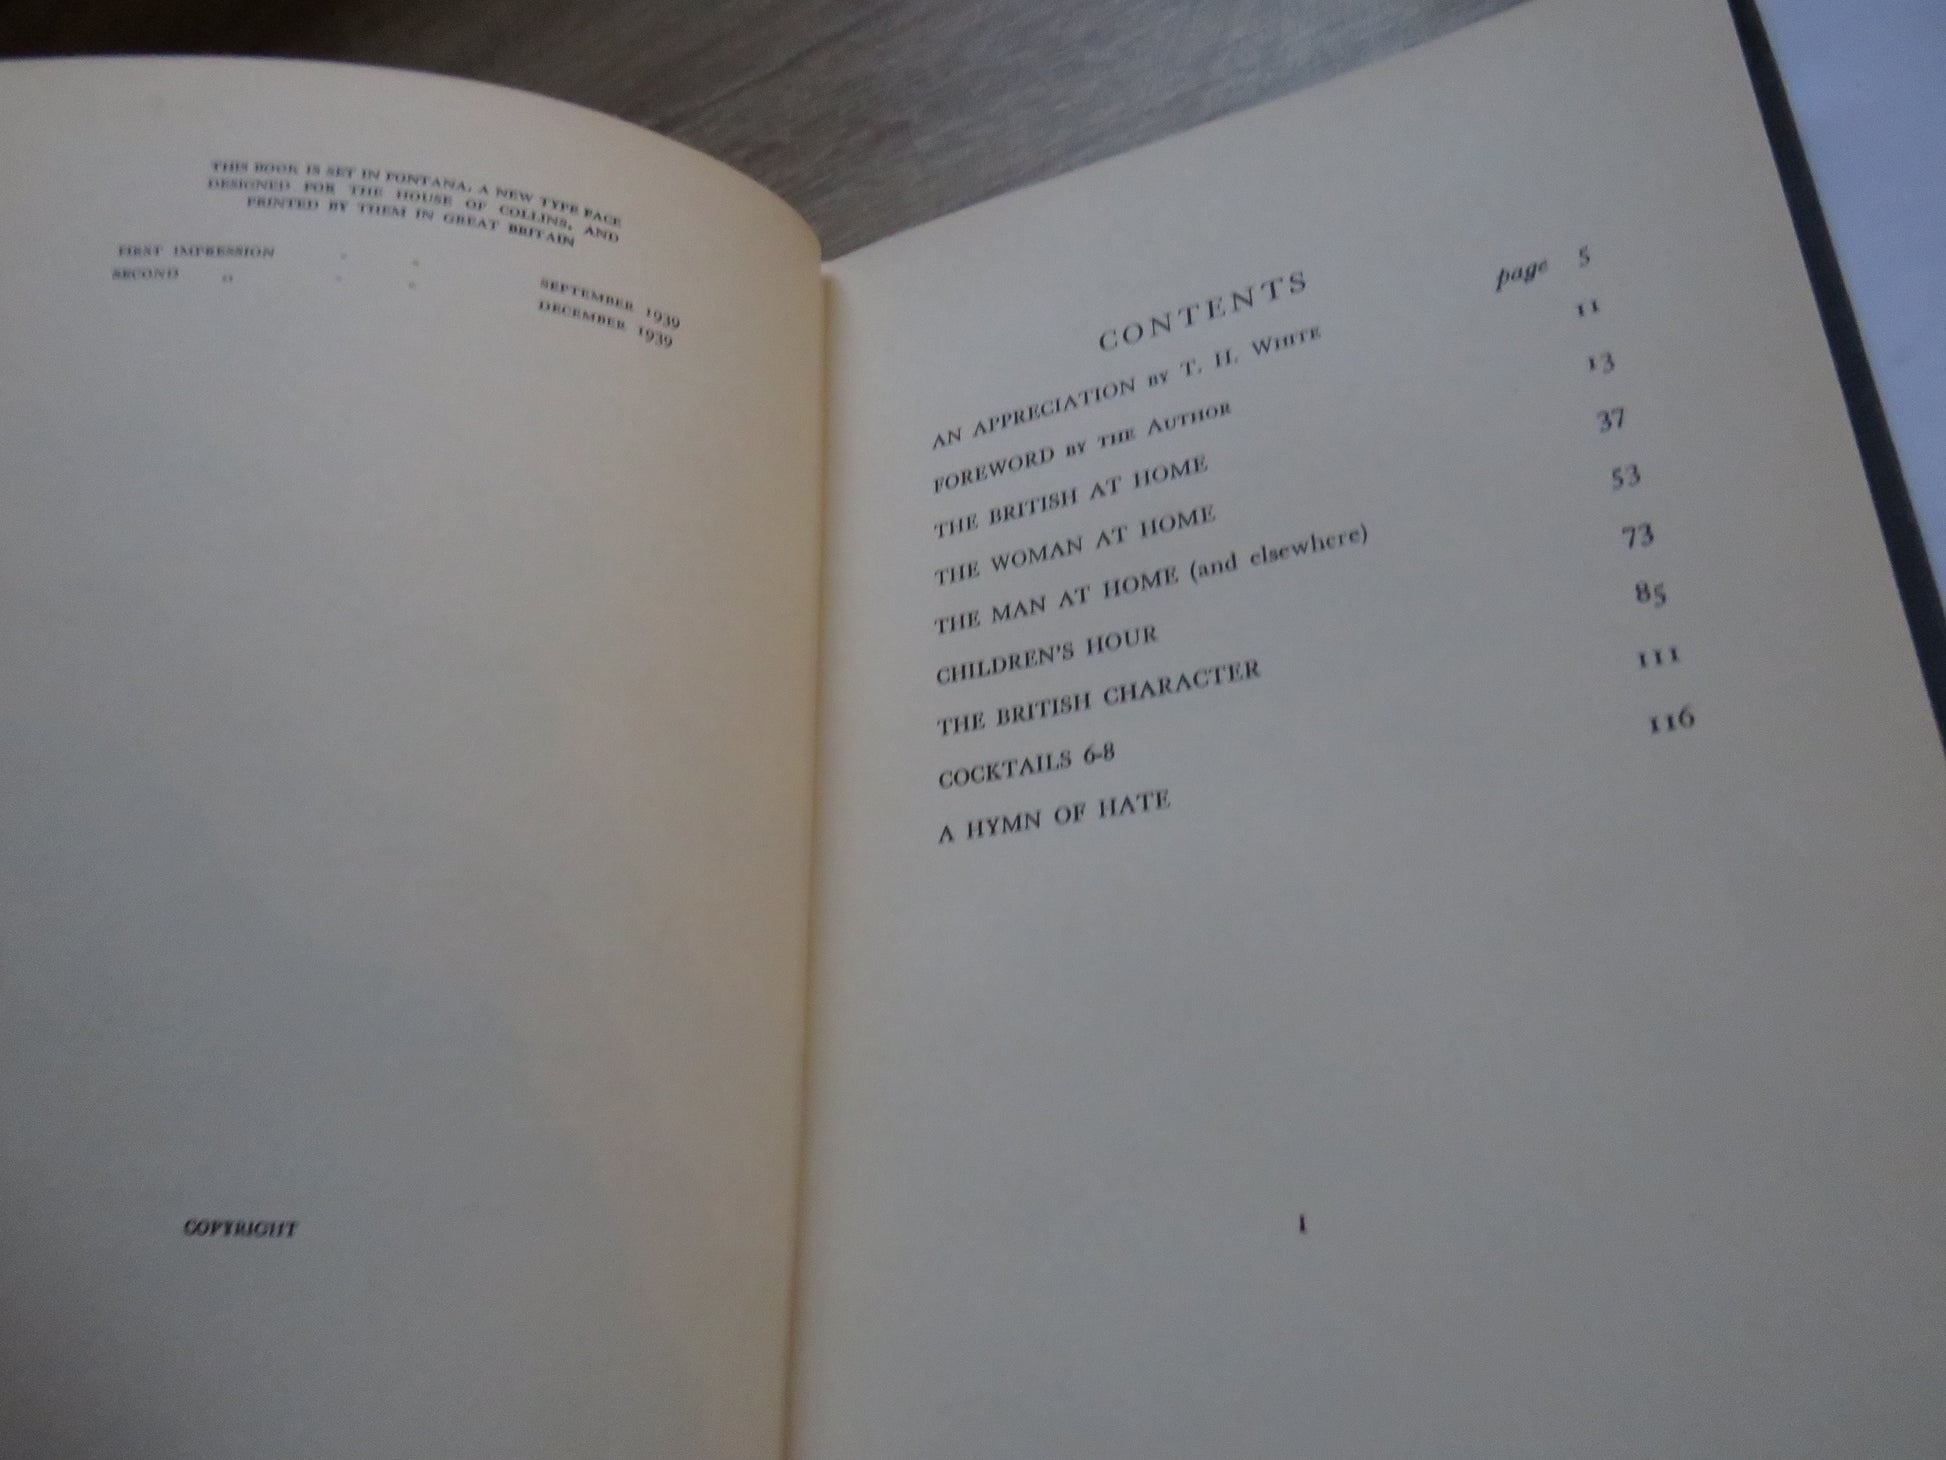 THIS BOOK IS SET IN FONTANA, A NEW TYPE FACE
DESIGNED FOR THE HOUSE OF COLLINS, AND
PRINTED BY THEM IN GREAT BRITAIN
FIRST IMPRESSION - - SEPTEMBER 1939
SECOND ,, - - DECEMBER 1939
COPYRIGHT
CONTENTS
AN APPRECIATION BY T. H. WHITE page 5
FOREWORD BY THE AUTHOR 11
THE BRITISH AT HOME 13
THE WOMAN AT HOME 37
THE MAN AT HOME (and elsewhere) 53
CHILDREN'S HOUR 73
THE BRITISH CHARACTER 85
COCKTAILS 6-8 111
A HYMN OF HATE 116
1